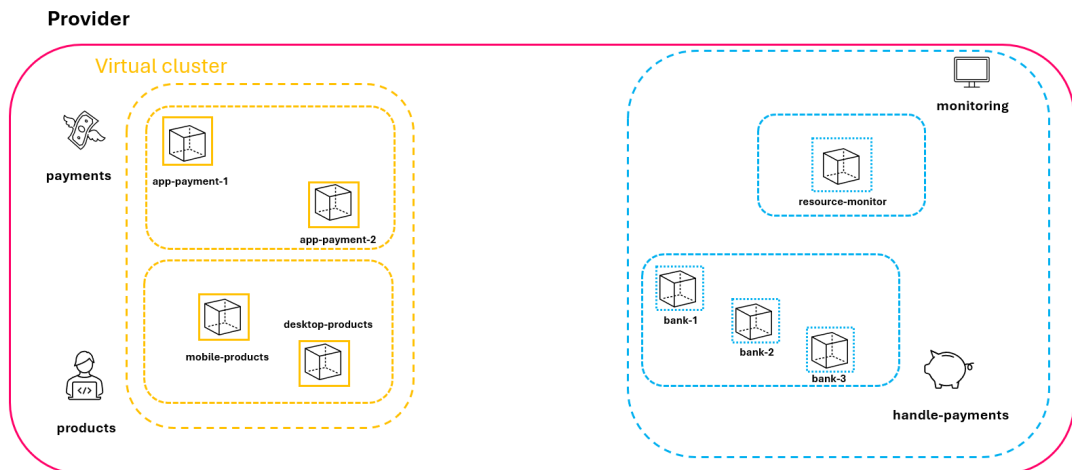 Provider
Virtual cluster
monitoring
payments
app-payment-1
app-payment-2
resource-monitor
bank-1
bank-2
bank-3
desktop-products
mobile-products
handle-payments
products